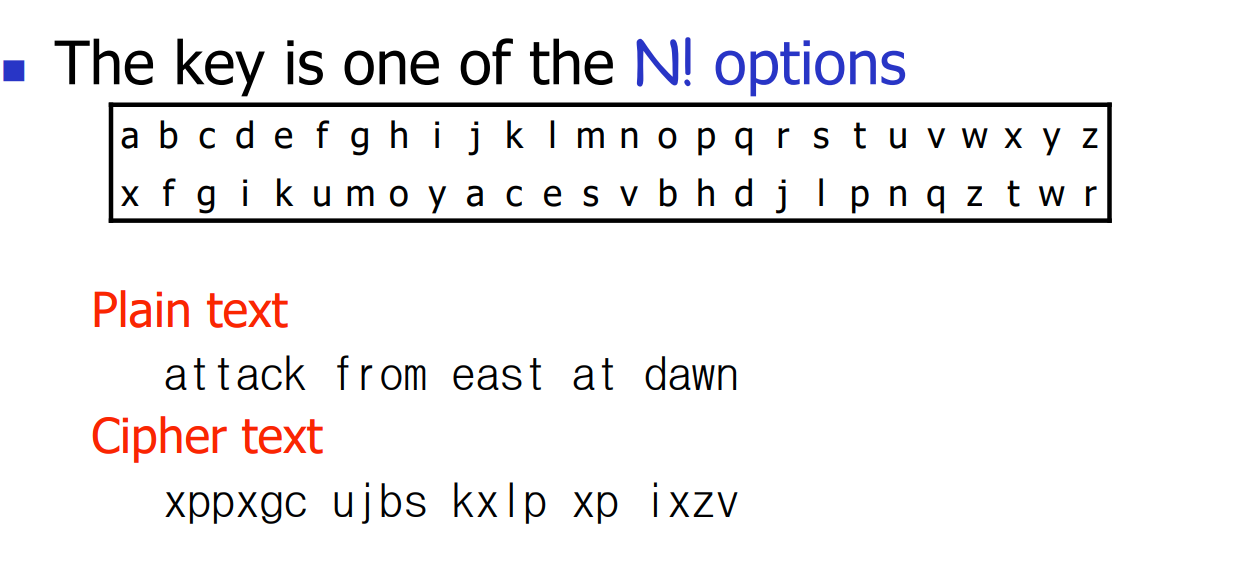 The key is one of the N! options
a b c d e f g h i j k l m n o p q r s t u v w x y z
x f g i k u m o y a c e s v b h d j l p n q z t w r
Plain text
attack from east at dawn
Cipher text
xppxgc ujbs kxlp xp ixzv